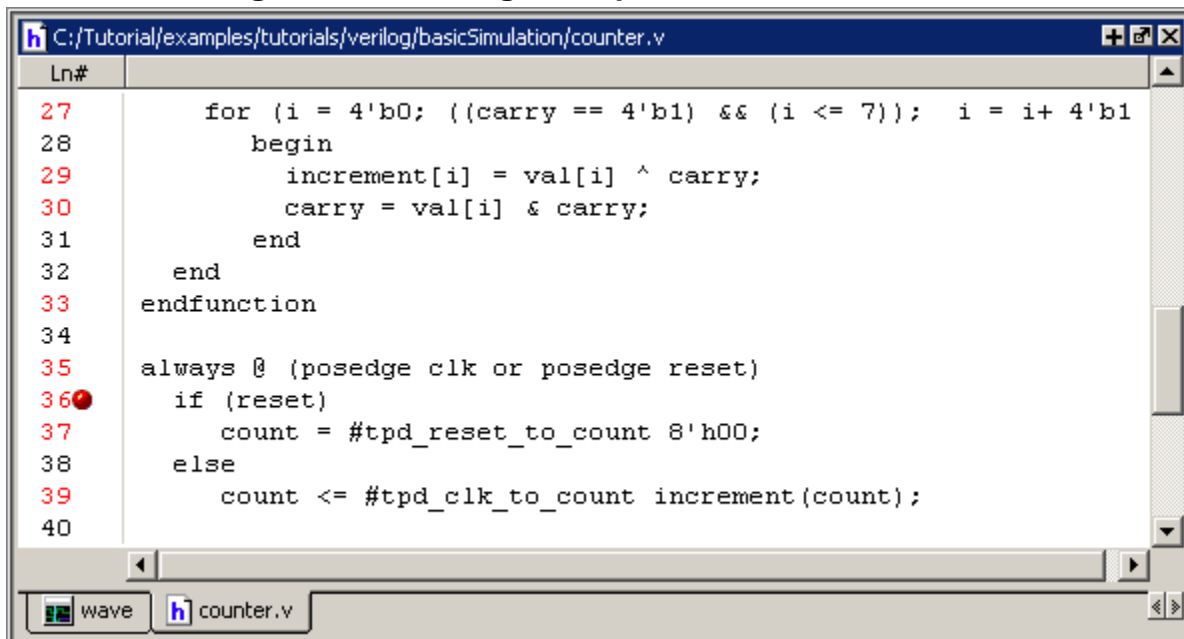 C:/Tutorial/examples/tutorials/verilog/basicSimulation/counter.v
Ln#
27 for (i = 4'b0; ((carry == 4'b1) && (i <= 7));  i = i+ 4'b1
28 begin
29 increment[i] = val[i] ^ carry;
30 carry = val[i] & carry;
31 end
32 end
33 endfunction
34
35 always @ (posedge clk or posedge reset)
36 if (reset)
37 count = #tpd_reset_to_count 8'h00;
38 else
39 count <= #tpd_clk_to_count increment(count);
40
wave counter.v